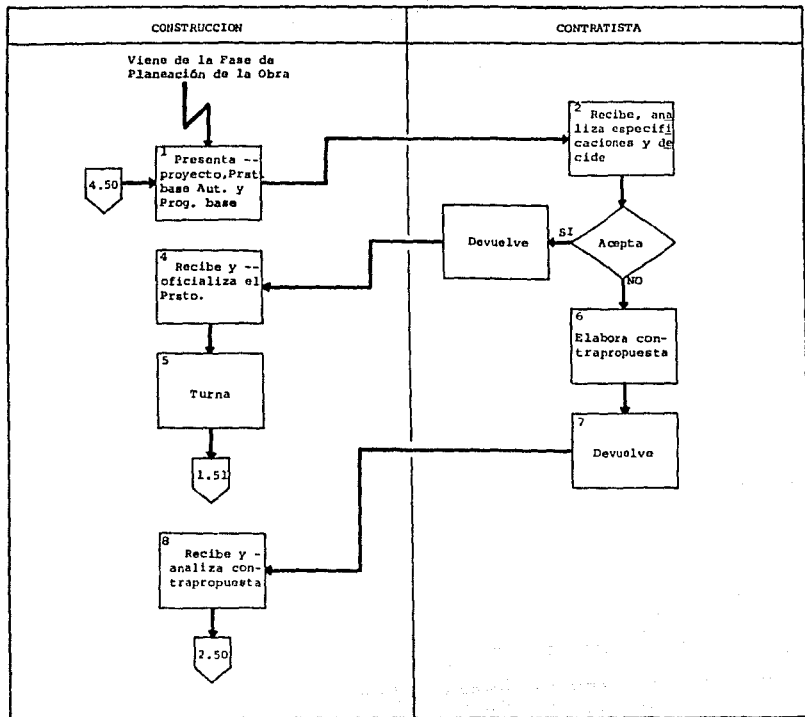 CONSTRUCCION
CONTRATISTA
Viene de la Fase de
Planeación de la Obra
1
Presenta --
proyecto,Prst
base Aut. y
Prog. base
4.50
2
Recibe, ana
liza especifi
caciones y de
cide
Acepta
SI
NO
Devuelve
4
Recibe y --
oficializa el
Prsto.
5
Turna
1.51
6
Elabora con-
trapropuesta
7
Devuelve
8
Recibe y -
analiza con-
trapropuesta
2.50